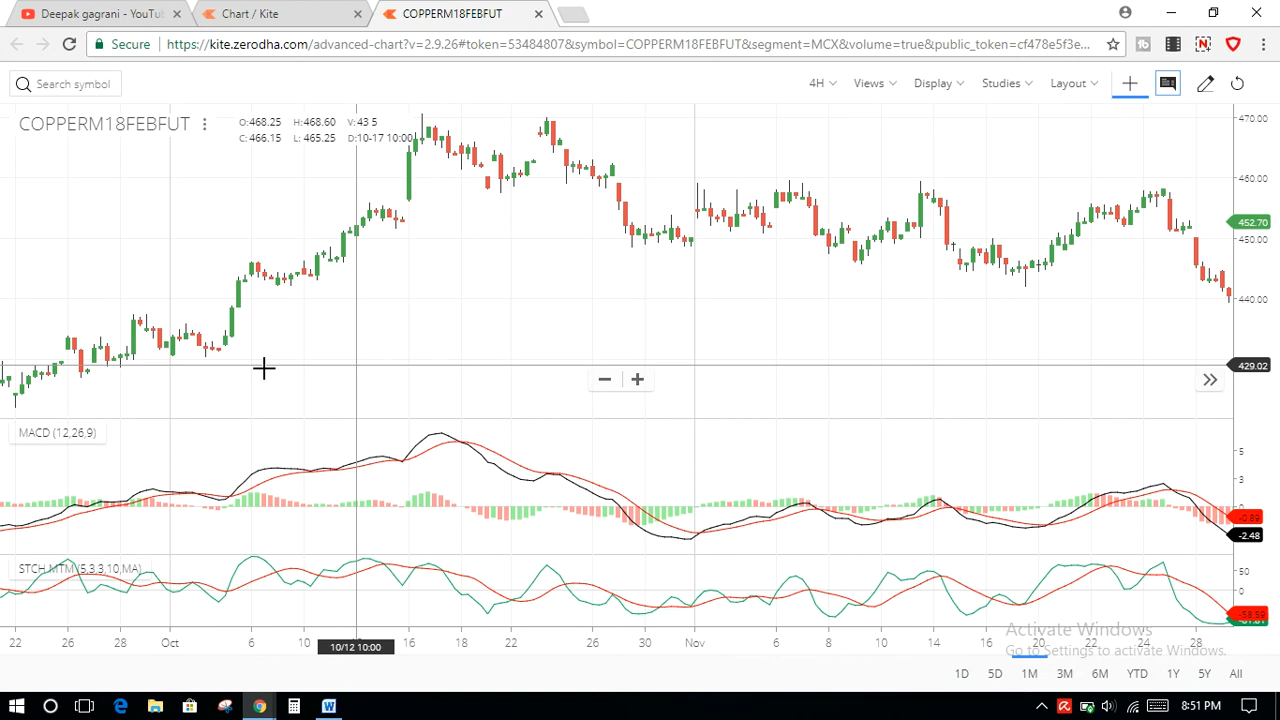 Deepak gagrani - YouTu
Chart / Kite
COPPERM18FEBFUT
Secure
https://kite.zerodha.com/advanced-chart?v=2.9.26#token=53484807&symbol=COPPERM18FEBFUT&segment=MCX&volume=true&public_token=cf478e5f3e...
Search symbol
4H Views Display Studies Layout
COPPERM18FEBFUT
O:468.25 H:468.60 V:43 5
C:466.15 L:465.25 D:10-17 10:00
470.00
460.00
452.70
450.00
440.00
429.02
MACD (12,26,9)
5
3
0
-0.89
-2.48
STCH MTM (5,3,3,10,MA)
50
0
-58.59
22 26 28 Oct 6 10 10/12 10:00 16 18 22 26 30 Nov 6 8 10 14 16 20 22 24 28
Activate Windows
Go to Settings to activate Windows.
1D 5D 1M 3M 6M YTD 1Y 5Y All
8:51 PM